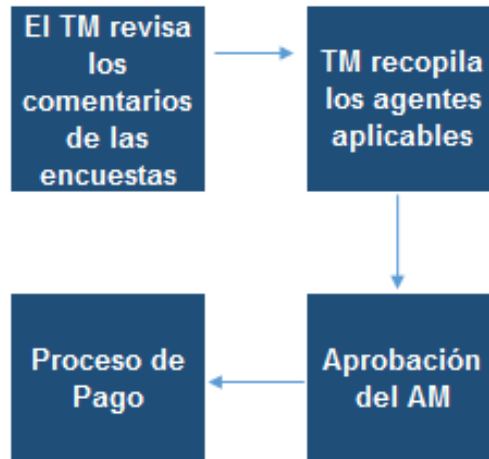 El TM revisa
los
comentarios
de las
encuestas
TM recopila
los agentes
aplicables
Aprobación
del AM
Proceso de
Pago